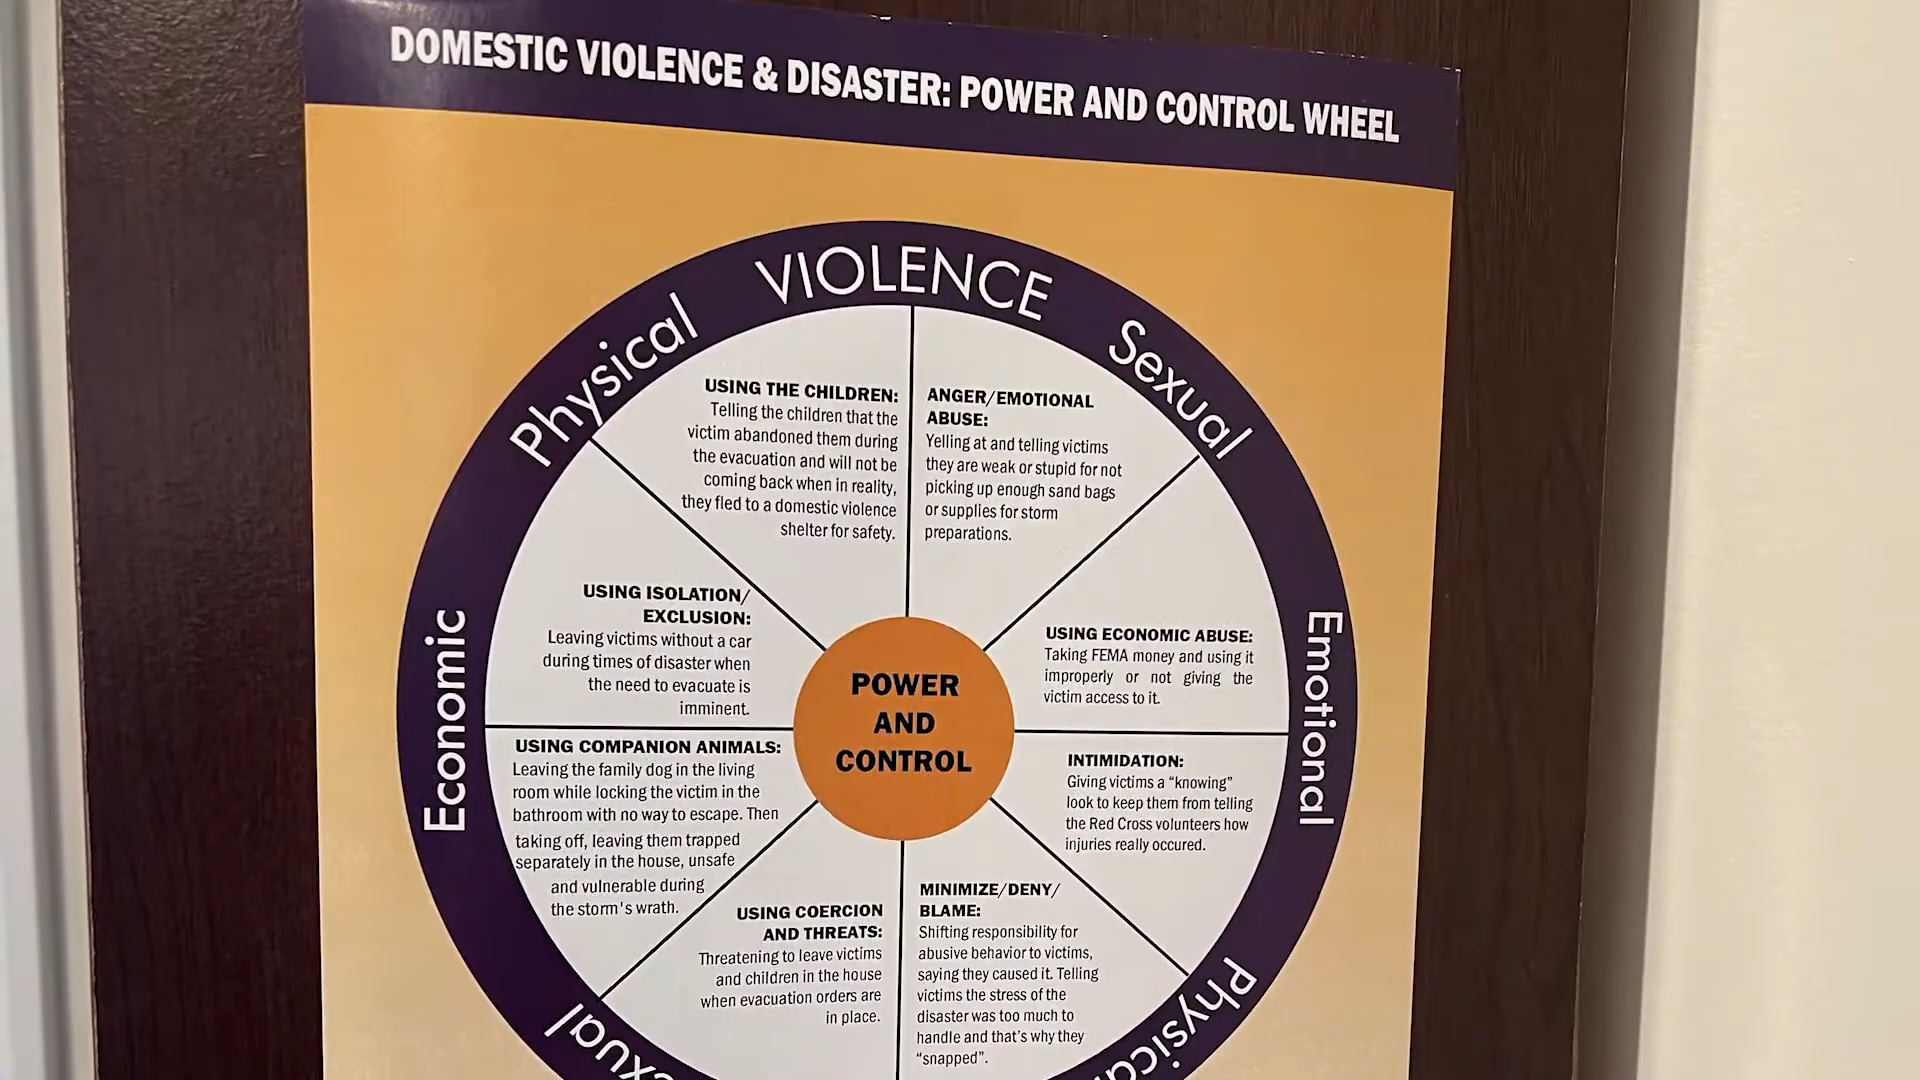 DOMESTIC VIOLENCE & DISASTER: POWER AND CONTROL WHEEL
VIOLENCE
Physical
Sexual
USING THE CHILDREN:
Telling the children that the
victim abandoned them during
the evacuation and will not be
coming back when in reality,
they fled to a domestic violence
shelter for safety.
ANGER/EMOTIONAL
ABUSE:
Yelling at and telling victims
they are weak or stupid for not
picking up enough sand bags
or supplies for storm
preparations.
USING ISOLATION/
EXCLUSION:
Leaving victims without a car
during times of disaster when
the need to evacuate is
imminent.
USING ECONOMIC ABUSE:
Taking FEMA money and using it
improperly or not giving the
victim access to it.
Economic
POWER
AND
CONTROL
Emotional
USING COMPANION ANIMALS:
Leaving the family dog in the living
room while locking the victim in the
bathroom with no way to escape. Then
taking off, leaving them trapped
separately in the house, unsafe
and vulnerable during
the storm's wrath.
INTIMIDATION:
Giving victims a “knowing”
look to keep them from telling
the Red Cross volunteers how
injuries really occured.
USING COERCION
AND THREATS:
Threatening to leave victims
and children in the house
when evacuation orders are
in place.
MINIMIZE/DENY/
BLAME:
Shifting responsibility for
abusive behavior to victims,
saying they caused it. Telling
victims the stress of the
disaster was too much to
handle and that's why they
“snapped”.